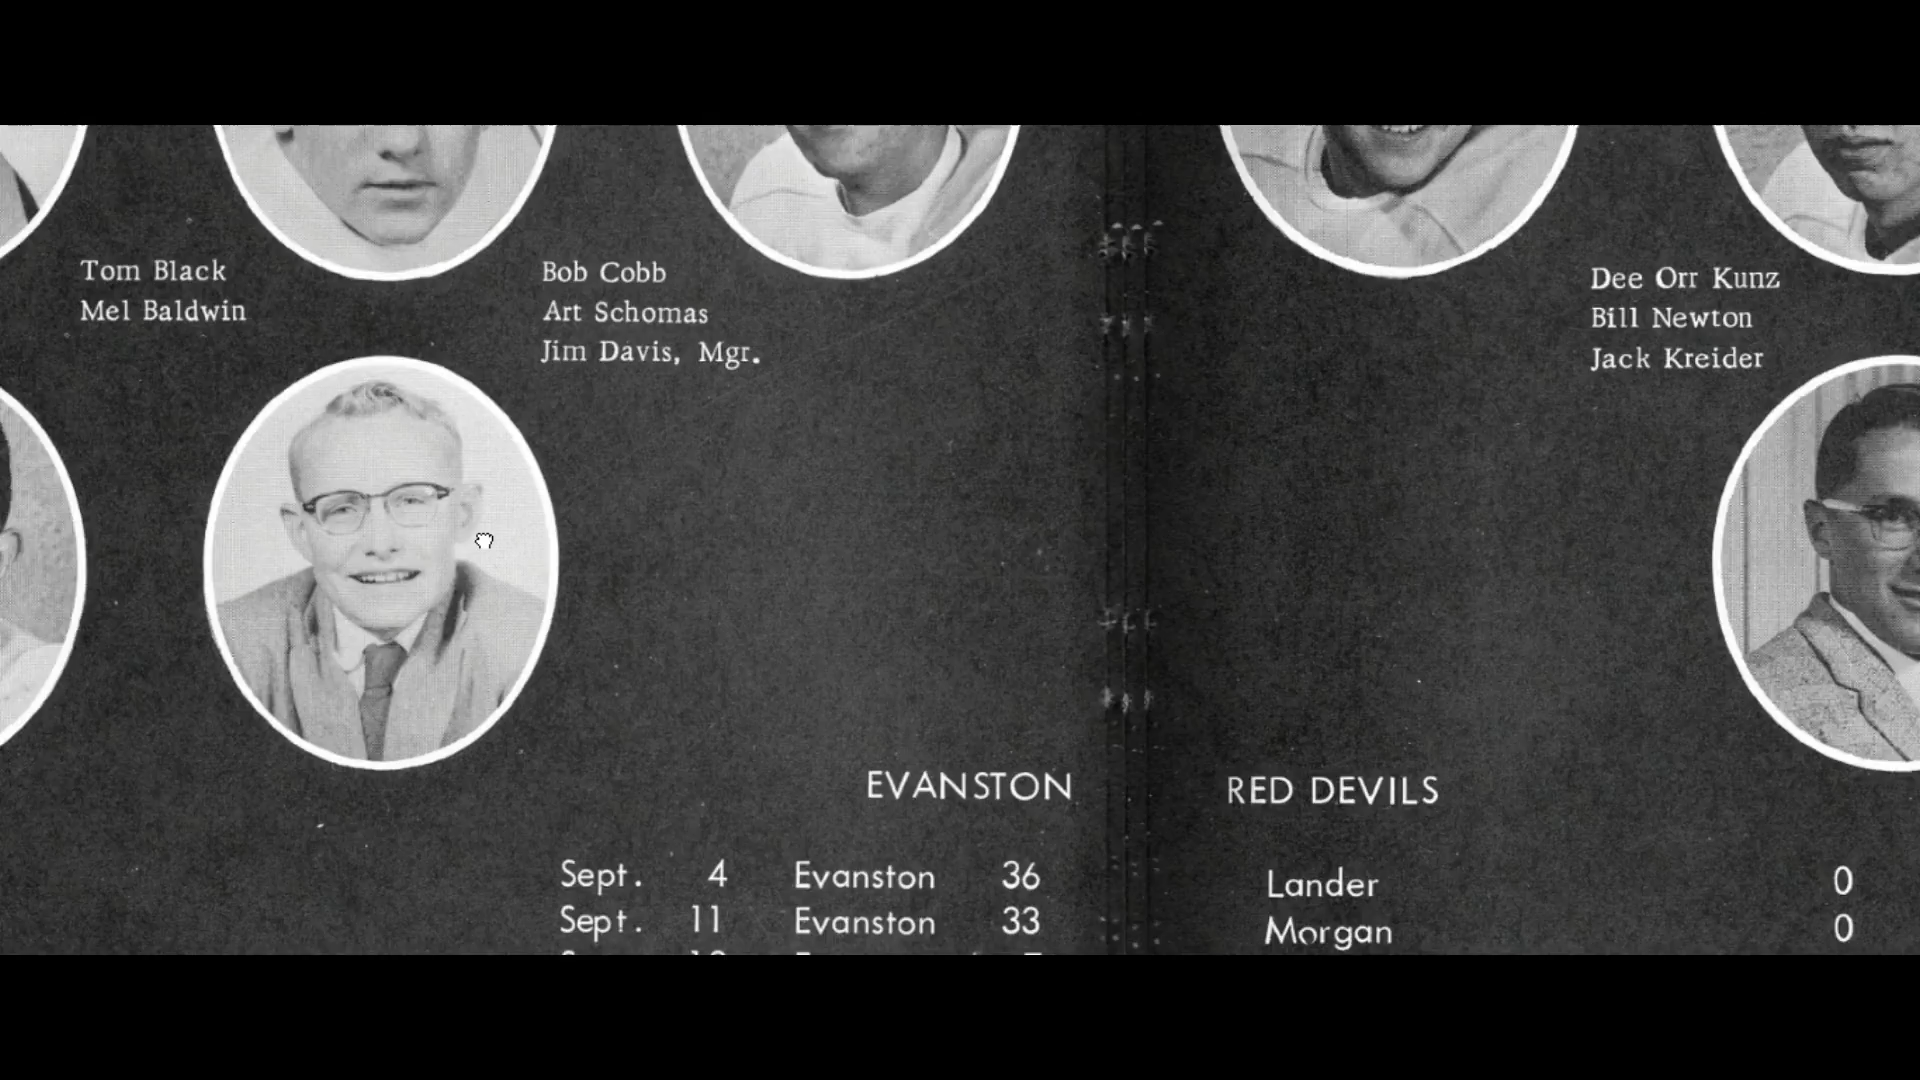 Tom Black
Mel Baldwin
Bob Cobb
Art Schomas
Jim Davis, Mgr.
Dee Orr Kunz
Bill Newton
Jack Kreider
EVANSTON RED DEVILS
Sept. 4 Evanston 36 Lander 0
Sept. 11 Evanston 33 Morgan 0